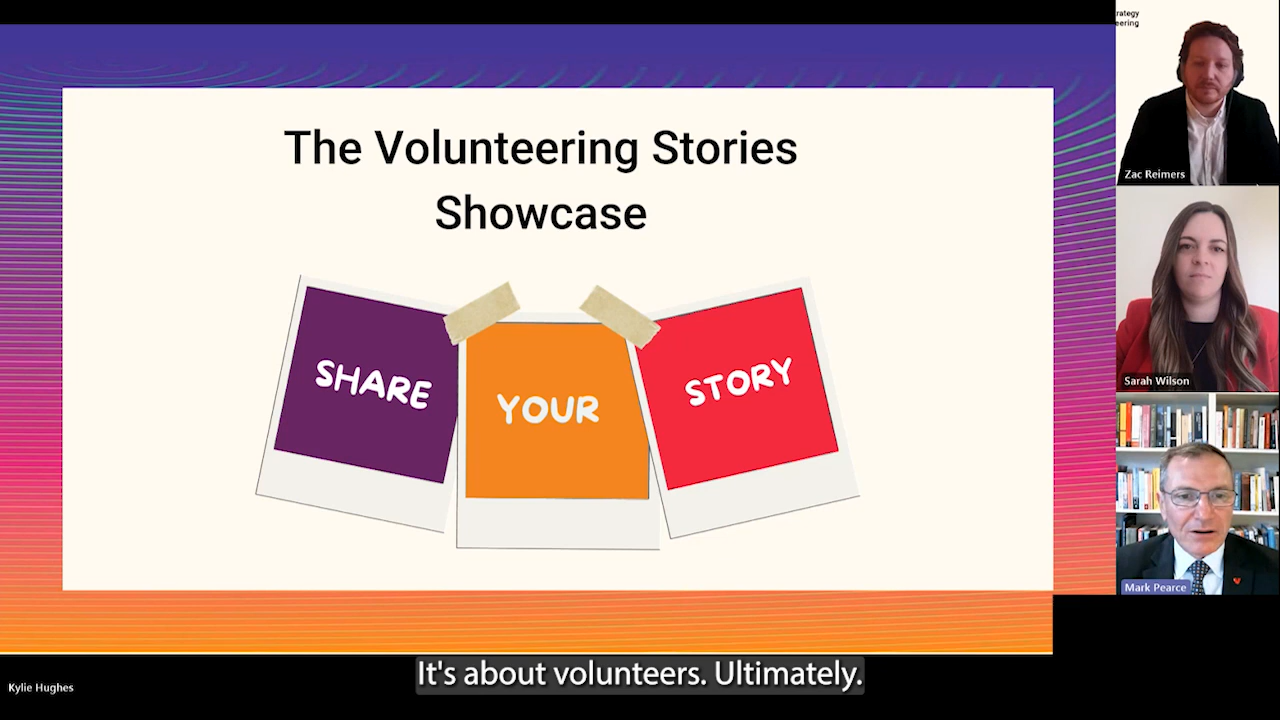 The Volunteering Stories
Showcase
SHARE
YOUR
STORY
Zac Reimers
Sarah Wilson
Mark Pearce
It's about volunteers. Ultimately.
Kylie Hughes